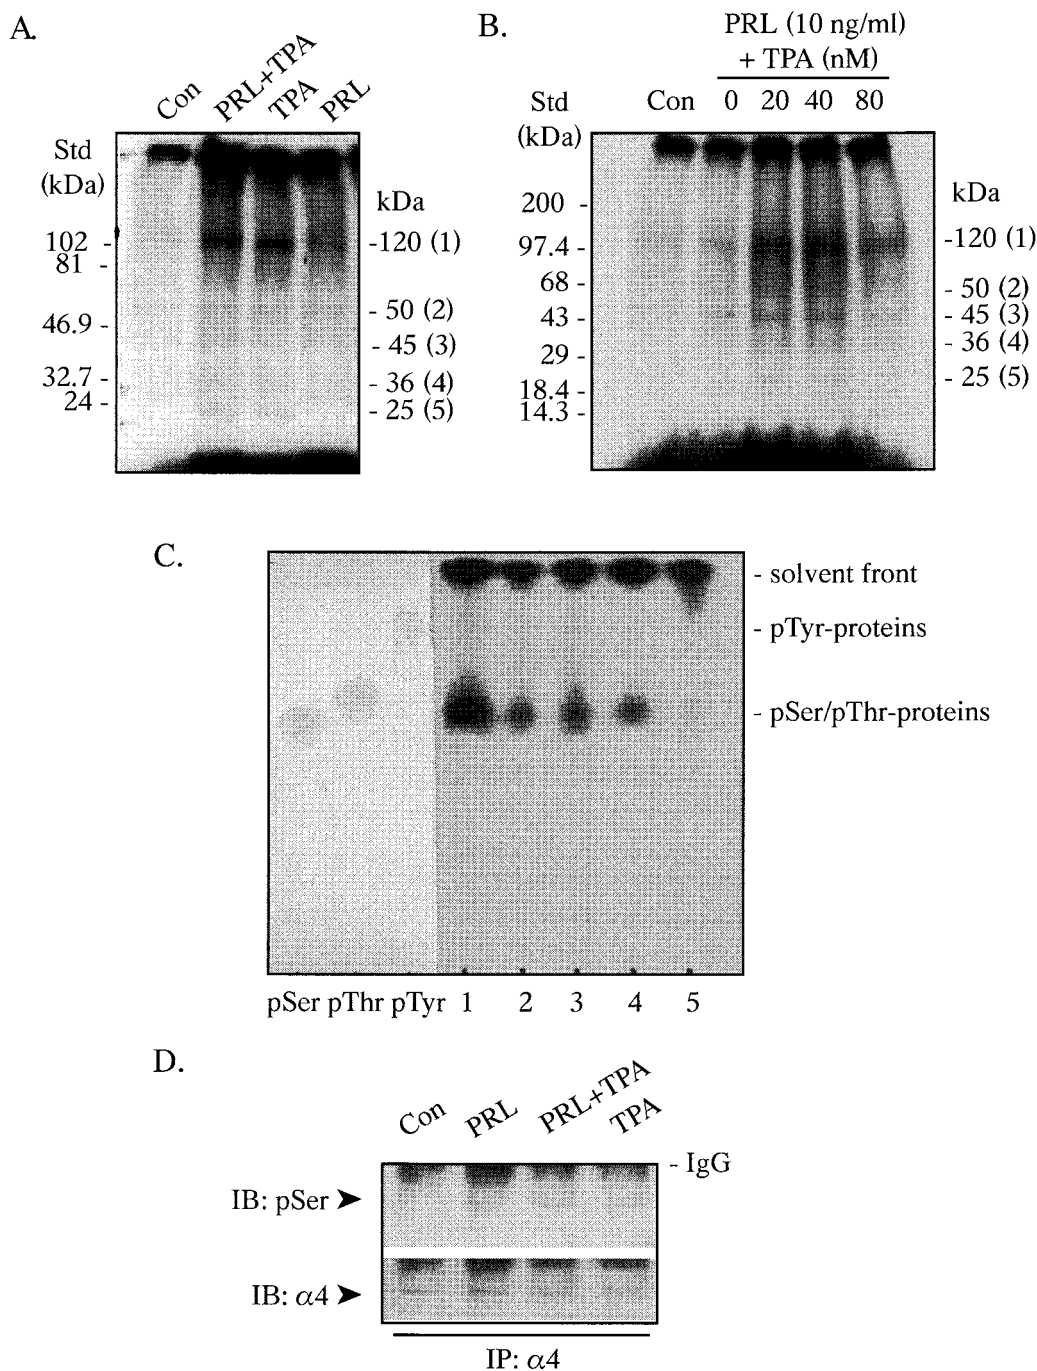 A.
Con
PRL+TPA
TPA
PRL
Std
(kDa)
102 -
81 -
46.9 -
32.7 -
24 -
kDa
-120 (1)
- 50 (2)
- 45 (3)
- 36 (4)
- 25 (5)
B.
PRL (10 ng/ml)
+ TPA (nM)
Std
(kDa)
Con 0 20 40 80
200 -
97.4 -
68 -
43 -
29 -
18.4 -
14.3 -
kDa
-120 (1)
- 50 (2)
- 45 (3)
- 36 (4)
- 25 (5)
C.
- solvent front
- pTyr-proteins
- pSer/pThr-proteins
pSer pThr pTyr 1 2 3 4 5
D.
Con
PRL
PRL+TPA
TPA
- IgG
IB: pSer
IB: α4
IP: α4